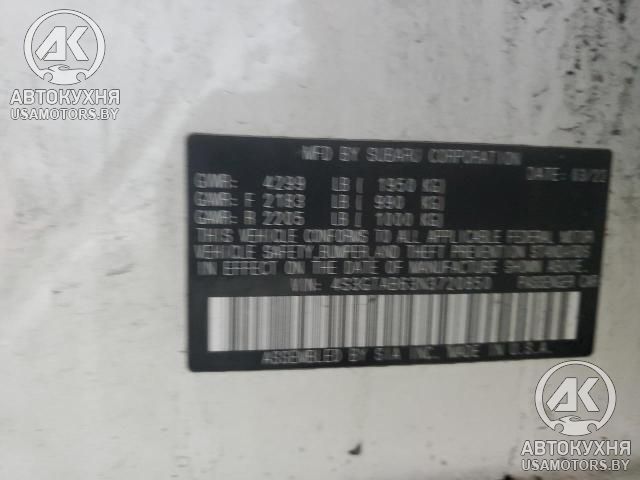 AK
АВТОКУХНЯ
USAMOTORS.BY
MFD BY SUBARU CORPORATION
DATE: 03/22
GVWR: 4299 LB ( 1950 KG)
GAWR: F 2183 LB ( 990 KG)
GAWR: R 2205 LB ( 1000 KG)
THIS VEHICLE CONFORMS TO ALL APPLICABLE FEDERAL MOTOR
VEHICLE SAFETY, BUMPER, AND THEFT PREVENTION STANDARDS
IN EFFECT ON THE DATE OF MANUFACTURE SHOWN ABOVE.
VIN: PASSENGER CAR
ASSEMBLED BY SIA INC. MADE IN U.S.A.
AK
АВТОКУХНЯ
USAMOTORS.BY